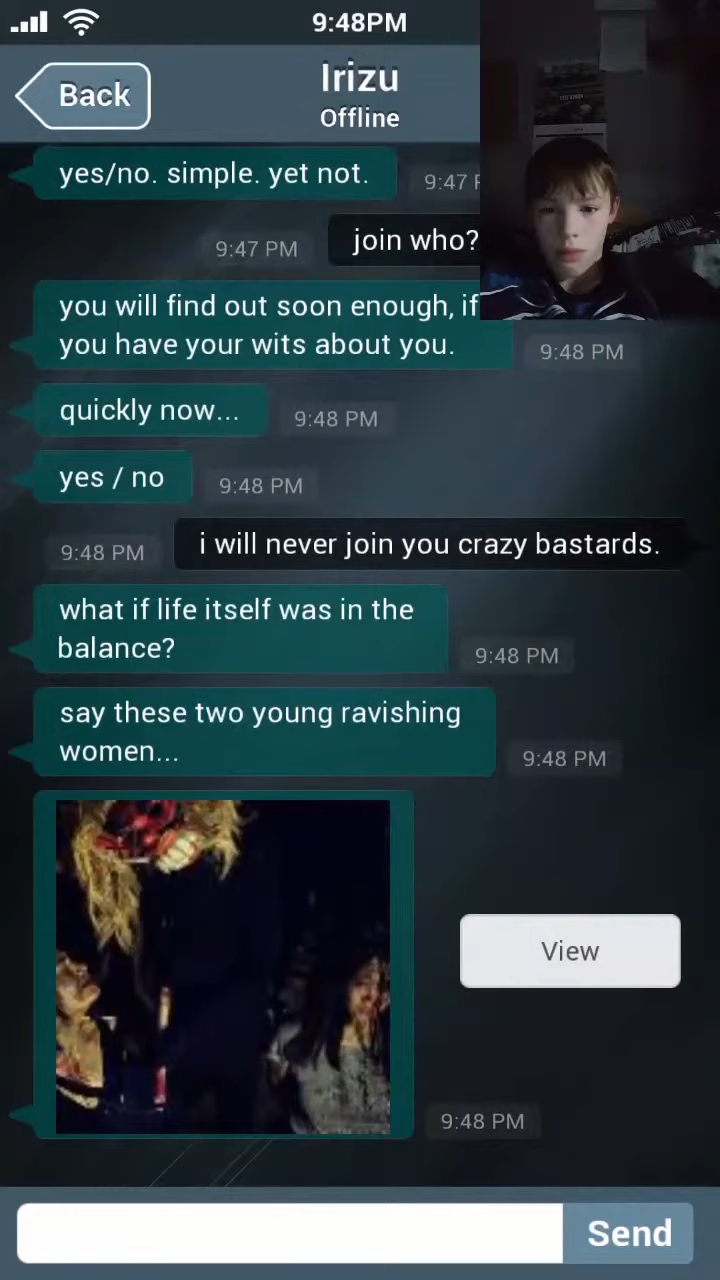 9:48PM
Back
Irizu
Offline
yes/no. simple. yet not.
9:47
9:47 PM
join who?
you will find out soon enough, if
you have your wits about you.
9:48 PM
quickly now...
9:48 PM
yes / no
9:48 PM
9:48 PM
i will never join you crazy bastards.
what if life itself was in the
balance?
9:48 PM
say these two young ravishing
women...
9:48 PM
View
9:48 PM
Send